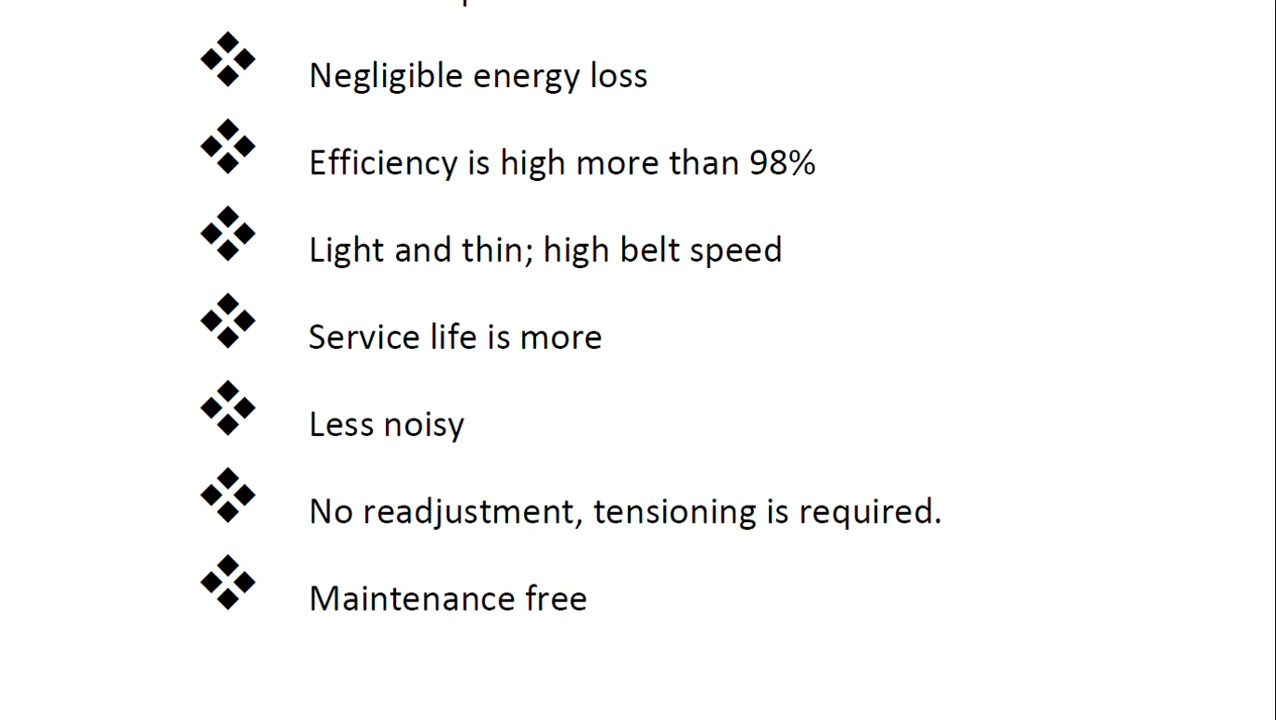 ❖ Negligible energy loss
❖ Efficiency is high more than 98%
❖ Light and thin; high belt speed
❖ Service life is more
❖ Less noisy
❖ No readjustment, tensioning is required.
❖ Maintenance free